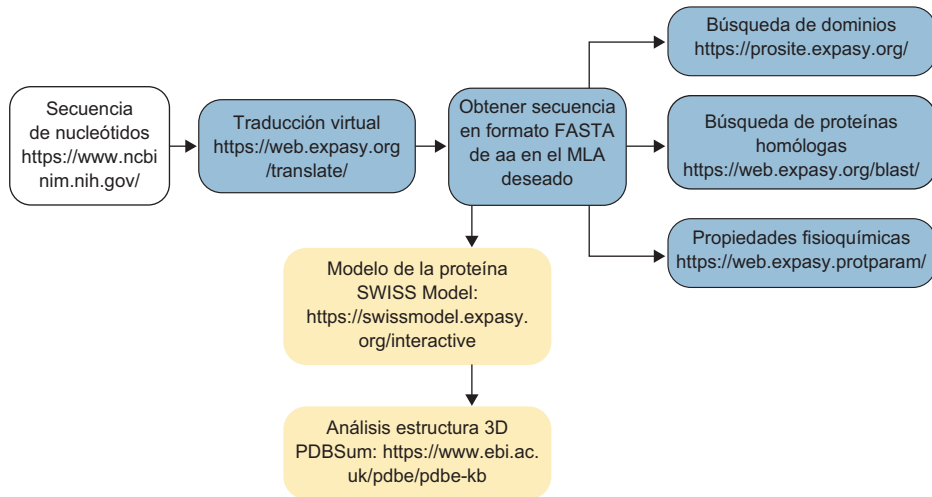 Secuencia
de nucleótidos
https://www.ncbi
nim.nih.gov/
Traducción virtual
https://web.expasy.org
/translate/
Obtener secuencia
en formato FASTA
de aa en el MLA
deseado
Búsqueda de dominios
https://prosite.expasy.org/
Búsqueda de proteínas
homólogas
https://web.expasy.org/blast/
Propiedades fisioquímicas
https://web.expasy.protparam/
Modelo de la proteína
SWISS Model:
https://swissmodel.expasy.
org/interactive
Análisis estructura 3D
PDBSum: https://www.ebi.ac.
uk/pdbe/pdbe-kb